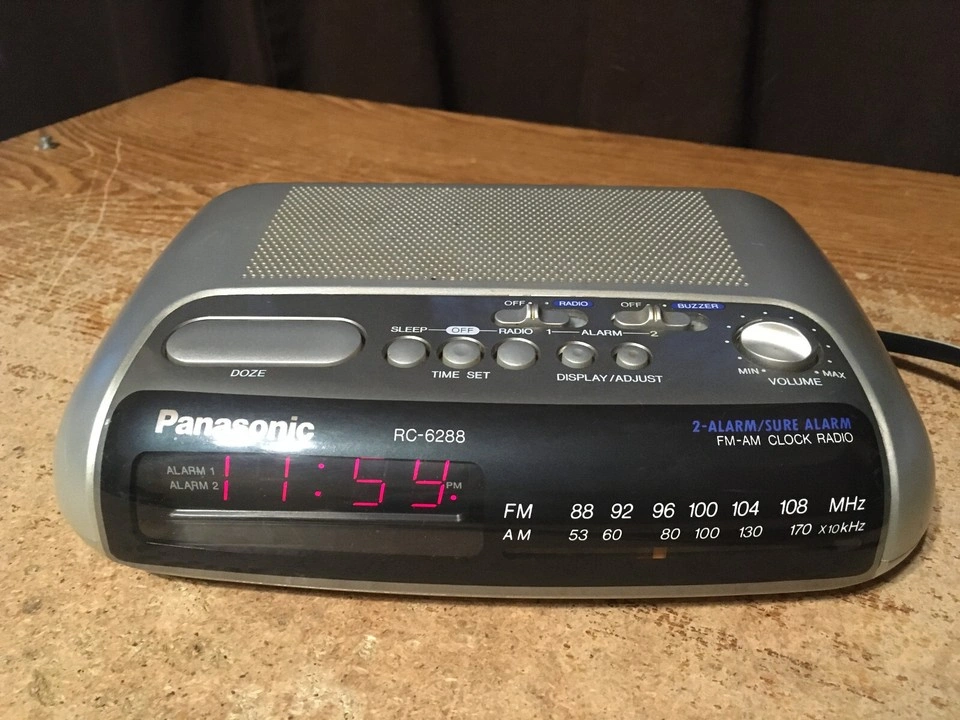 OFF RADIO OFF BUZZER
SLEEP OFF RADIO 1 ALARM 2
DOZE TIME SET DISPLAY/ADJUST MIN VOLUME MAX
Panasonic RC-6288
2-ALARM/SURE ALARM
FM-AM CLOCK RADIO
ALARM 1
ALARM 2
11:59 PM
FM 88 92 96 100 104 108 MHz
AM 53 60 80 100 130 170 X10kHz